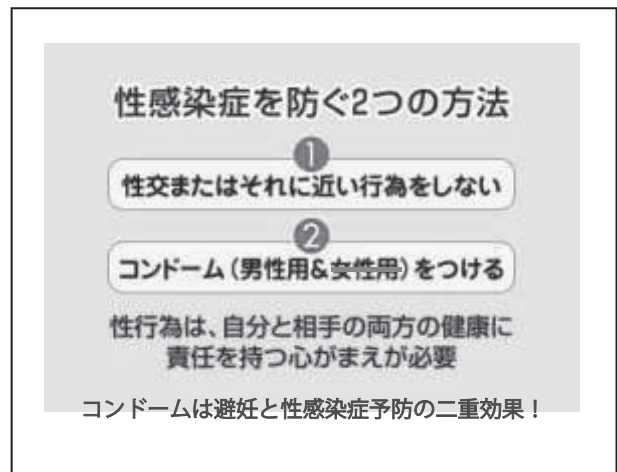 性感染症を防ぐ2つの方法
1
性交またはそれに近い行為をしない
2
コンドーム(男性用&女性用)をつける
性行為は、自分と相手の両方の健康に
責任を持つ心がまえが必要
コンドームは避妊と性感染症予防の二重効果！